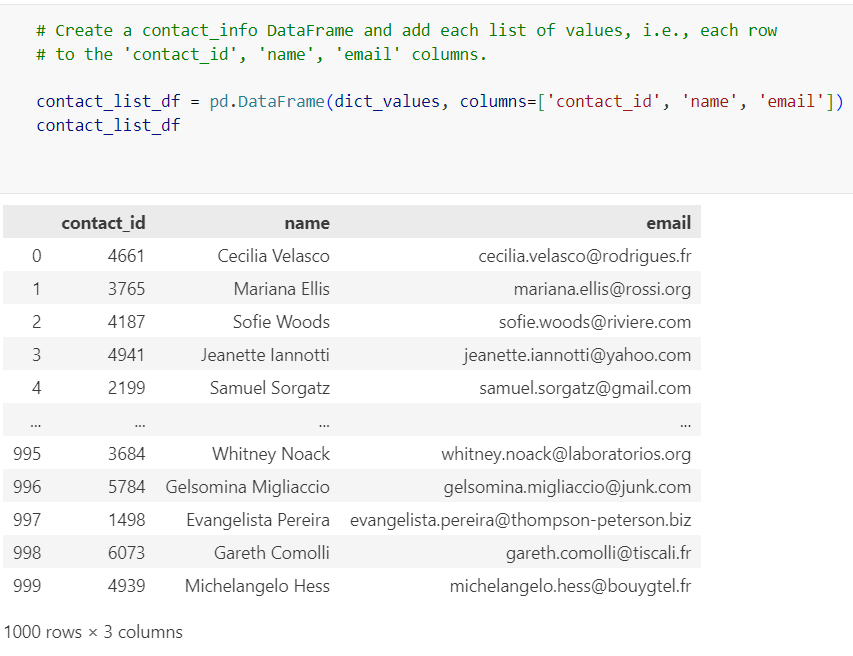 # Create a contact_info DataFrame and add each list of values, i.e., each row
# to the 'contact_id', 'name', 'email' columns.
contact_list_df = pd.DataFrame(dict_values, columns=['contact_id', 'name', 'email'])
contact_list_df
contact_id name email
0 4661 Cecilia Velasco cecilia.velasco@rodrigues.fr
1 3765 Mariana Ellis mariana.ellis@rossi.org
2 4187 Sofie Woods sofie.woods@riviere.com
3 4941 Jeanette Iannotti jeanette.iannotti@yahoo.com
4 2199 Samuel Sorgatz samuel.sorgatz@gmail.com
... ... ... ...
995 3684 Whitney Noack whitney.noack@laboratorios.org
996 5784 Gelsomina Migliaccio gelsomina.migliaccio@junk.com
997 1498 Evangelista Pereira evangelista.pereira@thompson-peterson.biz
998 6073 Gareth Comolli gareth.comolli@tiscali.fr
999 4939 Michelangelo Hess michelangelo.hess@bouygtel.fr
1000 rows × 3 columns